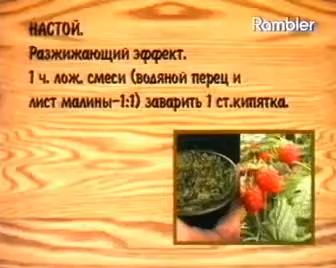 Rambler
НАСТОЙ.
Разжижающий эффект.
1 ч. лож. смеси (водяной перец и
лист малины-1:1) заварить 1 ст.кипятка.